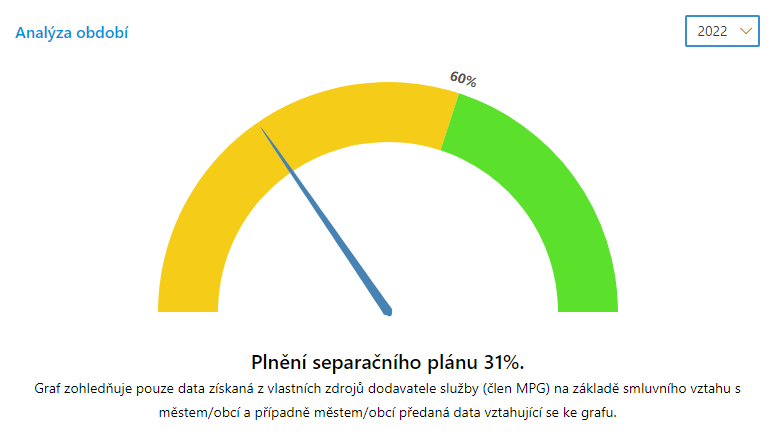 Analýza období
2022
60%
Plnění separačního plánu 31%.
Graf zohledňuje pouze data získaná z vlastních zdrojů dodavatele služby (člen MPG) na základě smluvního vztahu s
městem/obcí a případně městem/obcí předaná data vztahující se ke grafu.